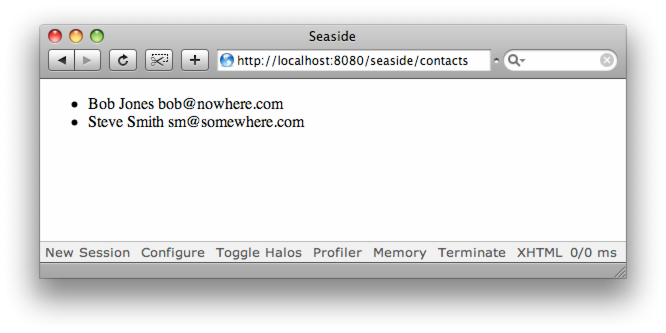 Seaside
http://localhost:8080/seaside/contacts
Bob Jones bob@nowhere.com
Steve Smith sm@somewhere.com
New Session Configure Toggle Halos Profiler Memory Terminate XHTML 0/0 ms